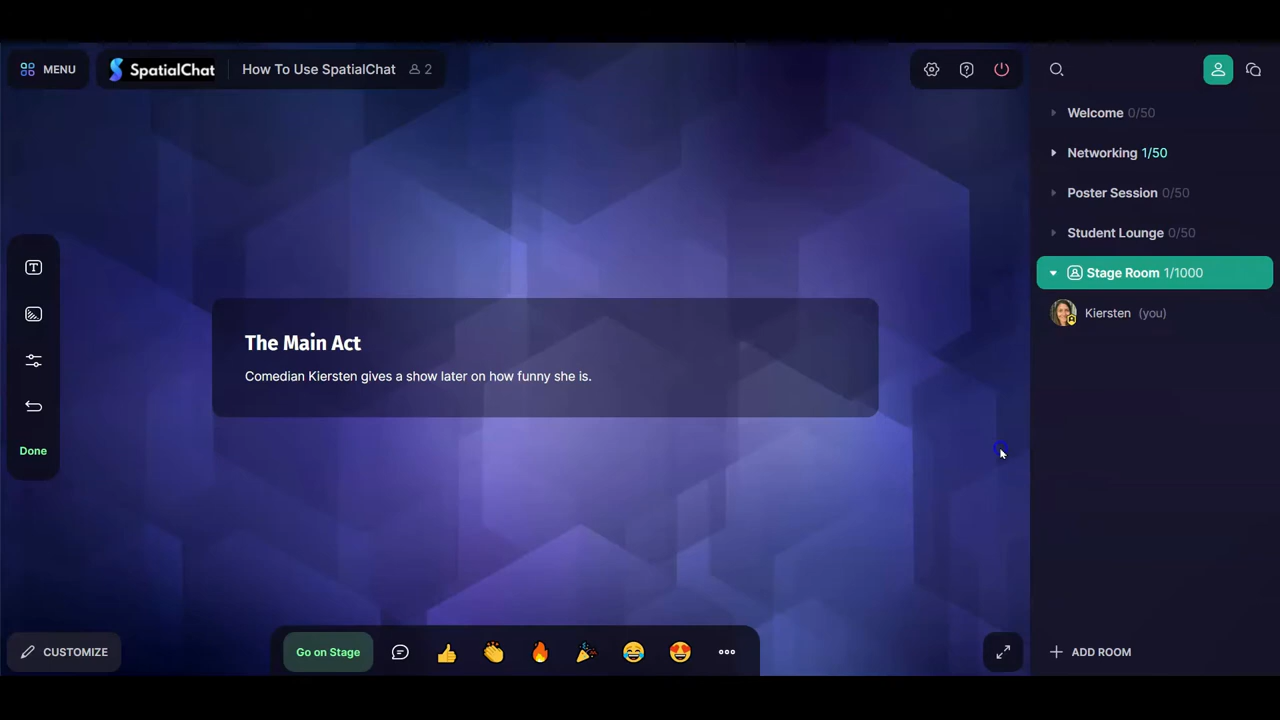 MENU
SpatialChat
How To Use SpatialChat
2
Welcome 0/50
Networking 1/50
Poster Session 0/50
Student Lounge 0/50
Stage Room 1/1000
Kiersten (you)
The Main Act
Comedian Kiersten gives a show later on how funny she is.
Done
CUSTOMIZE
Go on Stage
ADD ROOM